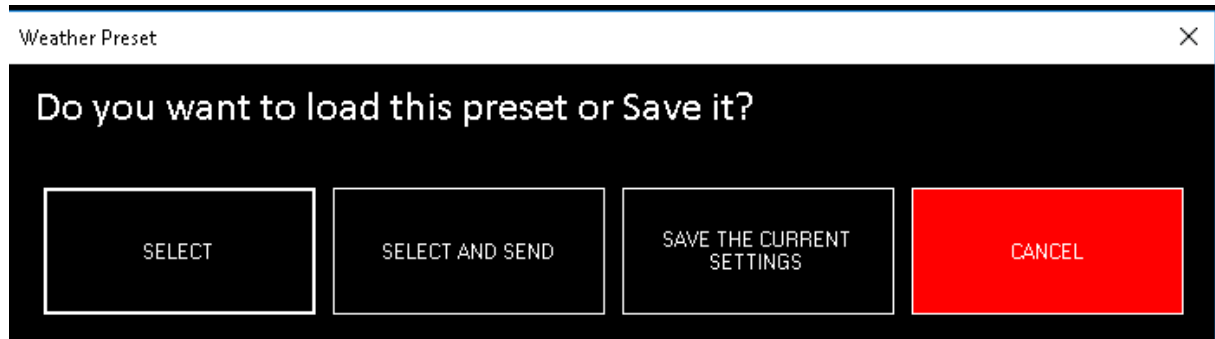 Weather Preset
Do you want to load this preset or Save it?
SELECT
SELECT AND SEND
SAVE THE CURRENT
SETTINGS
CANCEL